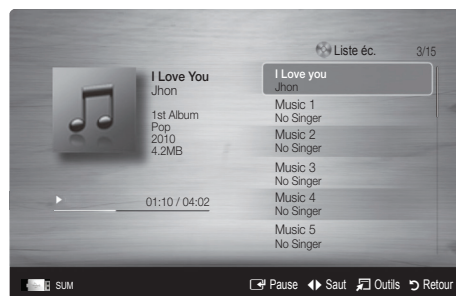 Liste éc. 3/15
I Love You
Jhon
1st Album
Pop
2010
4.2MB
01:10 / 04:02
I Love you
Jhon
Music 1
No Singer
Music 2
No Singer
Music 3
No Singer
Music 4
No Singer
Music 5
No Singer
SUM Pause Saut Outils Retour